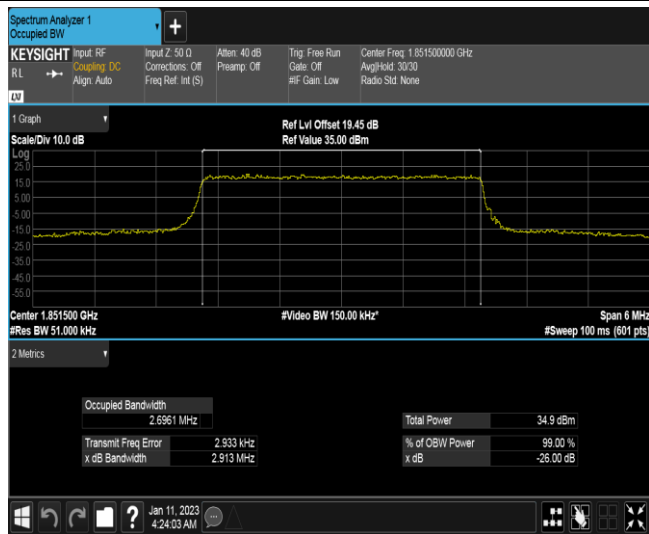 Spectrum Analyzer 1
Occupied BW
+
KEYSIGHT
RL
Input: RF
Coupling: DC
Align: Auto
Input Z: 50 Ω
Corrections: Off
Freq Ref: Int (S)
Atten: 40 dB
Preamp: Off
Trig: Free Run
Gate: Off
#IF Gain: Low
Center Freq: 1.851500000 GHz
Avg|Hold: 30/30
Radio Std: None
1 Graph
Scale/Div 10.0 dB
Ref Lvl Offset 19.45 dB
Ref Value 35.00 dBm
Log
25.0
15.0
5.00
-5.00
-15.0
-25.0
-35.0
-45.0
-55.0
Center 1.851500 GHz
#Res BW 51.000 kHz
#Video BW 150.00 kHz*
Span 6 MHz
#Sweep 100 ms (601 pts)
2 Metrics
Occupied Bandwidth
2.6961 MHz
Total Power 34.9 dBm
Transmit Freq Error 2.933 kHz
% of OBW Power 99.00 %
x dB Bandwidth 2.913 MHz
x dB -26.00 dB
?
Jan 11, 2023
4:24:03 AM